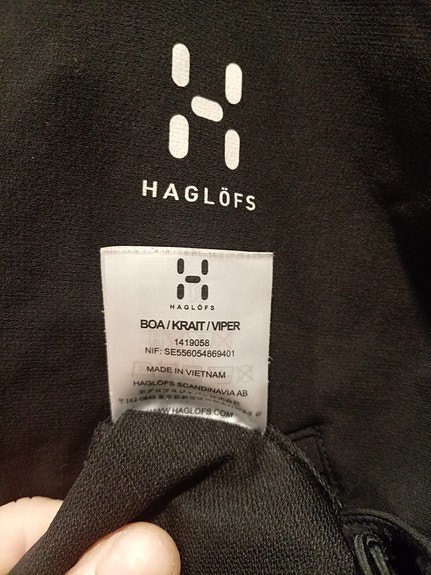 HAGLÖFS
HAGLÖFS
BOA/KRAIT/VIPER
1419058
NIF: SE556054869401
MADE IN VIETNAM
HAGLÖFS SCANDINAVIA AB
WWW.HAGLOFS.COM